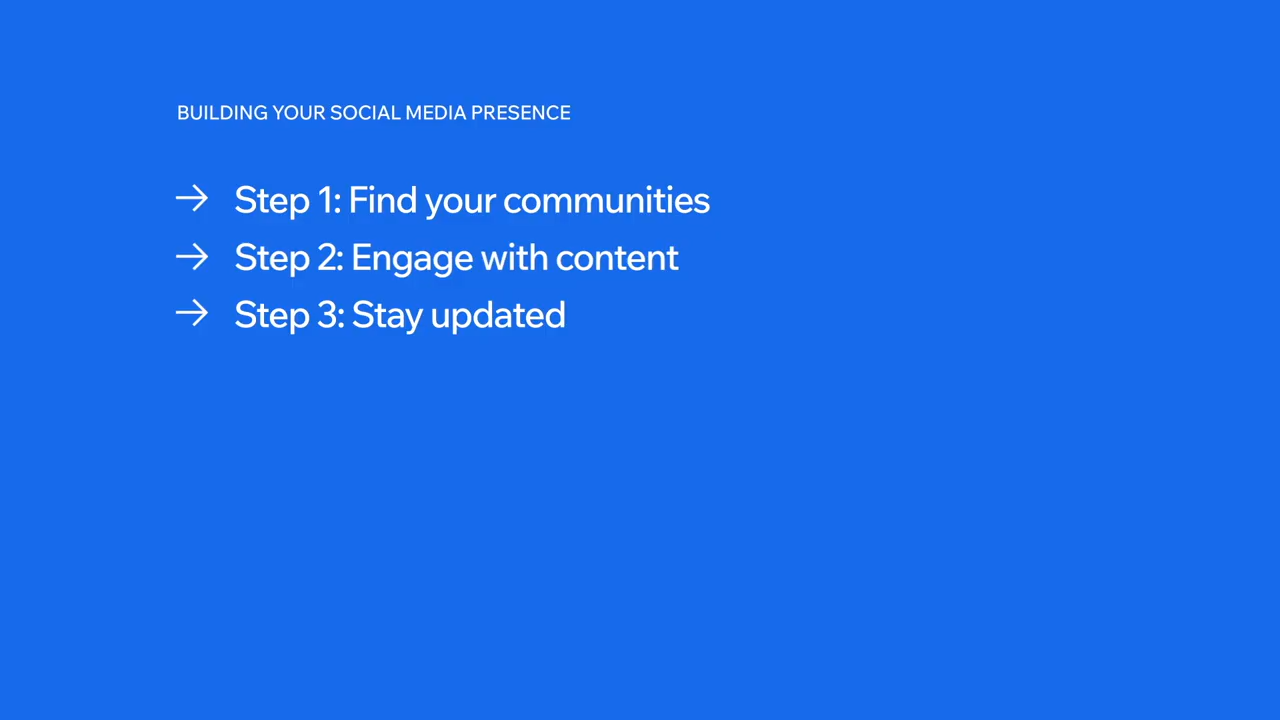 BUILDING YOUR SOCIAL MEDIA PRESENCE
→ Step 1: Find your communities
→ Step 2: Engage with content
→ Step 3: Stay updated